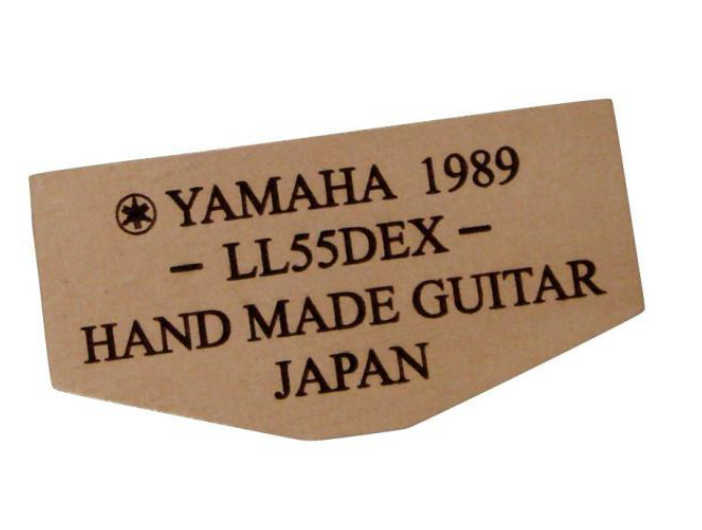 YAMAHA 1989
- LL55DEX -
HAND MADE GUITAR
JAPAN